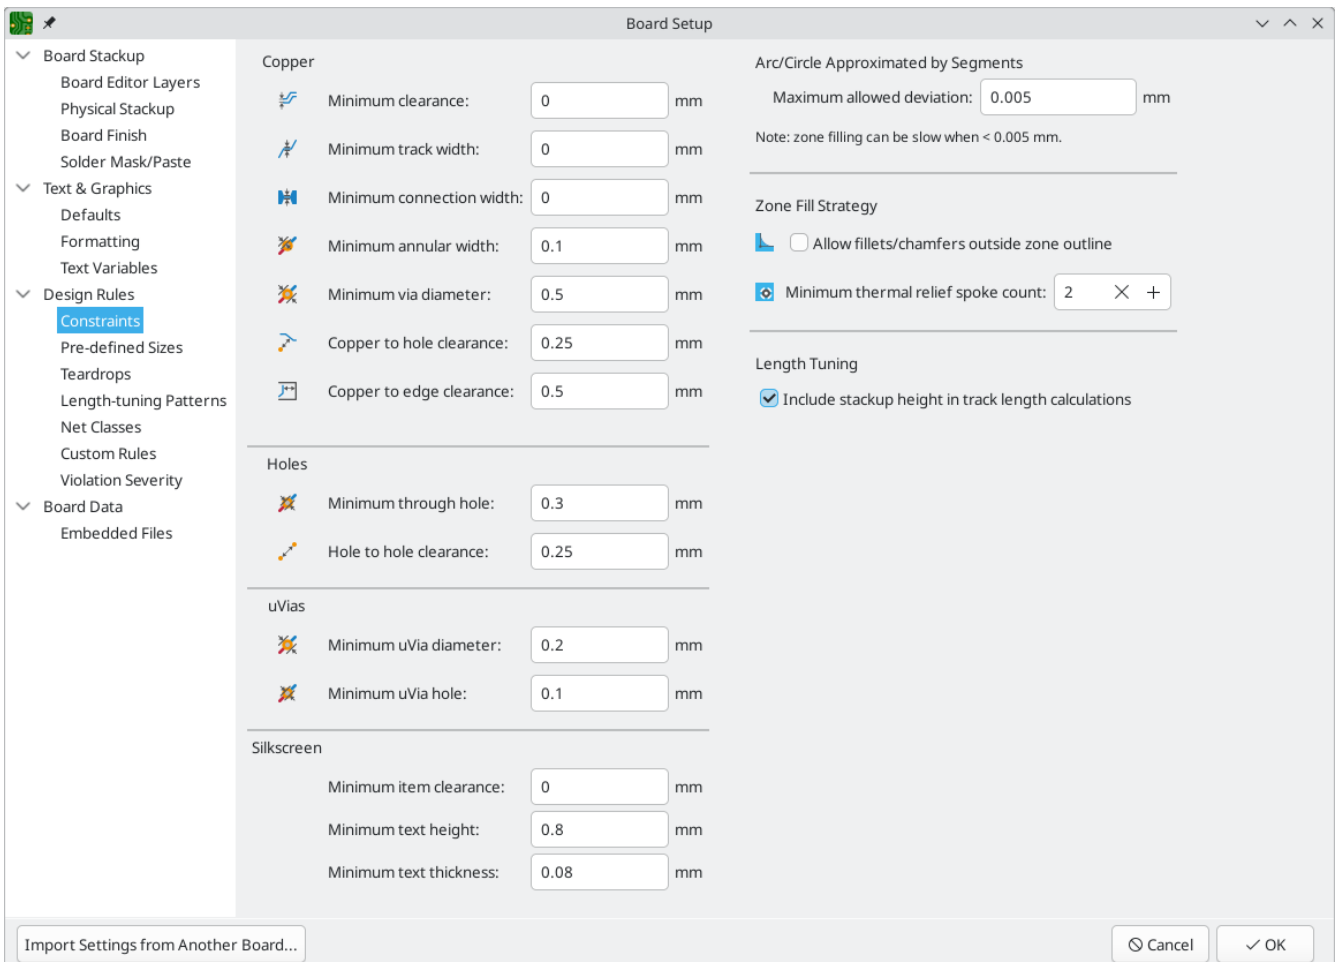 Board Setup
Board Stackup
Board Editor Layers
Physical Stackup
Board Finish
Solder Mask/Paste
Text & Graphics
Defaults
Formatting
Text Variables
Design Rules
Constraints
Pre-defined Sizes
Teardrops
Length-tuning Patterns
Net Classes
Custom Rules
Violation Severity
Board Data
Embedded Files
Copper
Minimum clearance: 0 mm
Minimum track width: 0 mm
Minimum connection width: 0 mm
Minimum annular width: 0.1 mm
Minimum via diameter: 0.5 mm
Copper to hole clearance: 0.25 mm
Copper to edge clearance: 0.5 mm
Holes
Minimum through hole: 0.3 mm
Hole to hole clearance: 0.25 mm
uVias
Minimum uVia diameter: 0.2 mm
Minimum uVia hole: 0.1 mm
Silkscreen
Minimum item clearance: 0 mm
Minimum text height: 0.8 mm
Minimum text thickness: 0.08 mm
Arc/Circle Approximated by Segments
Maximum allowed deviation: 0.005 mm
Note: zone filling can be slow when < 0.005 mm.
Zone Fill Strategy
Allow fillets/chamfers outside zone outline
Minimum thermal relief spoke count: 2
Length Tuning
Include stackup height in track length calculations
Import Settings from Another Board...
Cancel
OK